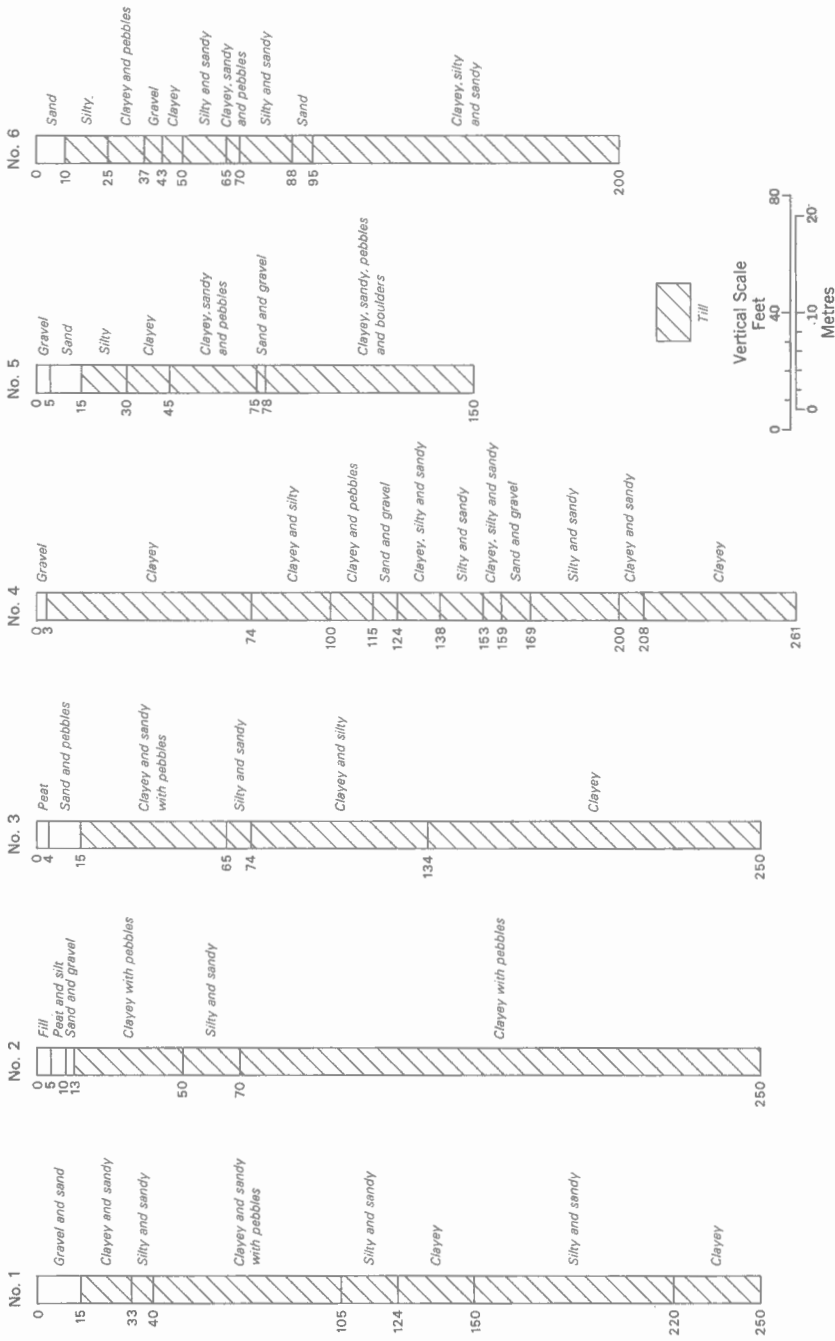 No. 1
0
Gravel and sand
15
Clayey and sandy
33
Silty and sandy
40
Clayey and sandy
with pebbles
105
Silty and sandy
124
Clayey
150
Silty and sandy
220
Clayey
250
No. 2
0
Fill
5
Peat and silt
10
Sand and gravel
13
Clayey with pebbles
50
Silty and sandy
70
Clayey with pebbles
250
No. 3
0
Peat
4
Sand and pebbles
15
Clayey and sandy
with pebbles
65
Silty and sandy
74
Clayey and silty
134
Clayey
250
No. 4
0
Gravel
3
Clayey
74
Clayey and silty
100
Clayey and pebbles
115
Sand and gravel
124
Clayey, silty and sandy
138
Silty and sandy
153
Clayey, silty and sandy
159
Sand and gravel
169
Silty and sandy
200
Clayey and sandy
208
Clayey
261
No. 5
0
Gravel
5
Sand
15
Silty
30
Clayey
45
Clayey, sandy
and pebbles
75
Sand and gravel
78
Clayey, sandy, pebbles
and boulders
150
No. 6
0
Sand
10
Silty.
25
Clayey and pebbles
37
Gravel
43
Clayey
50
Silty and sandy
65
Clayey, sandy
and pebbles
70
Silty and sandy
88
Sand
95
Clayey, silty
and sandy
200
Till
Vertical Scale
Feet
0 40 80
0 10 20
Metres